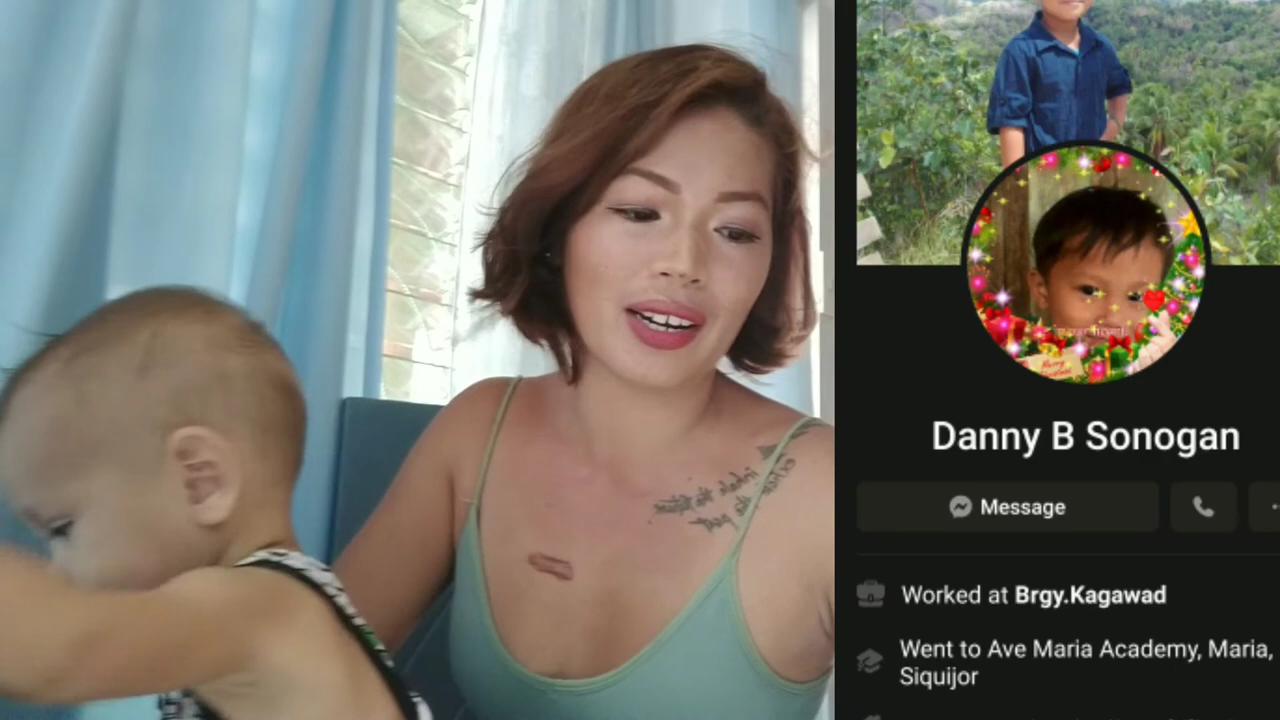 Danny B Sonogan
Message
Worked at Brgy.Kagawad
Went to Ave Maria Academy, Maria,
Siquijor